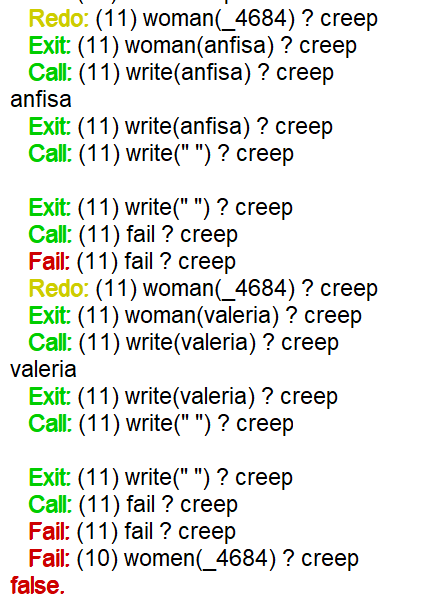 Redo: (11) woman(_4684) ? creep
Exit: (11) woman(anfisa) ? creep
Call: (11) write(anfisa) ? creep
anfisa
Exit: (11) write(anfisa) ? creep
Call: (11) write(" ") ? creep
Exit: (11) write(" ") ? creep
Call: (11) fail ? creep
Fail: (11) fail ? creep
Redo: (11) woman(_4684) ? creep
Exit: (11) woman(valeria) ? creep
Call: (11) write(valeria) ? creep
valeria
Exit: (11) write(valeria) ? creep
Call: (11) write(" ") ? creep
Exit: (11) write(" ") ? creep
Call: (11) fail ? creep
Fail: (11) fail ? creep
Fail: (10) women(_4684) ? creep
false.